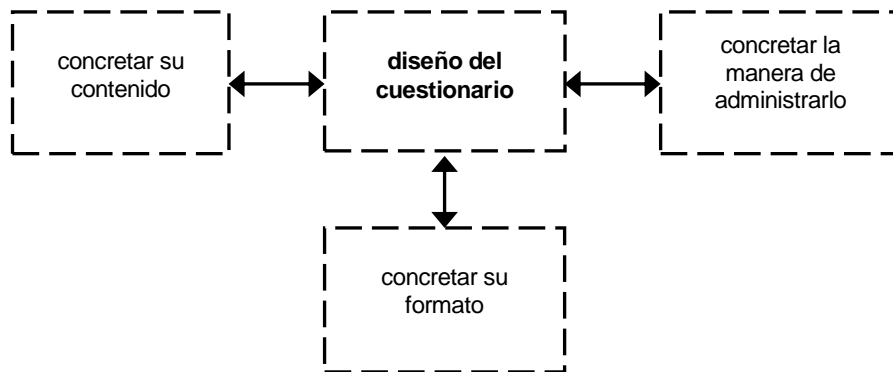 concretar su
contenido
diseño del
cuestionario
concretar la
manera de
administrarlo
concretar su
formato